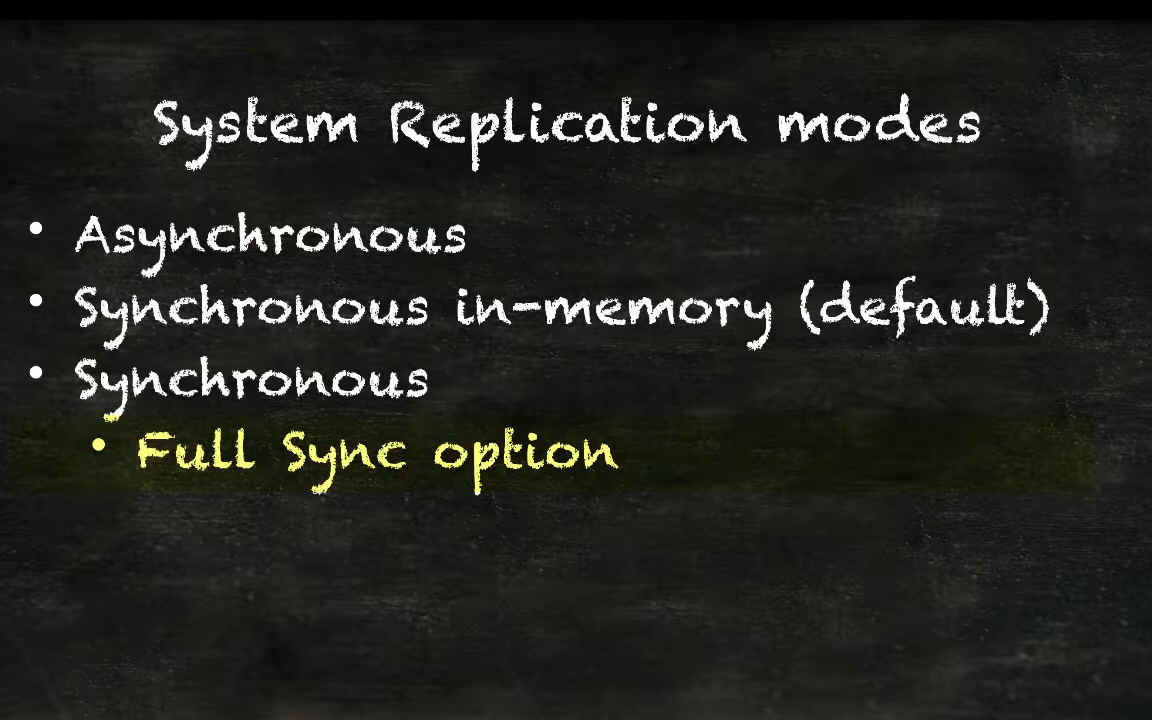 System Replication modes
• Asynchronous
• Synchronous in-memory (default)
• Synchronous
• Full Sync option